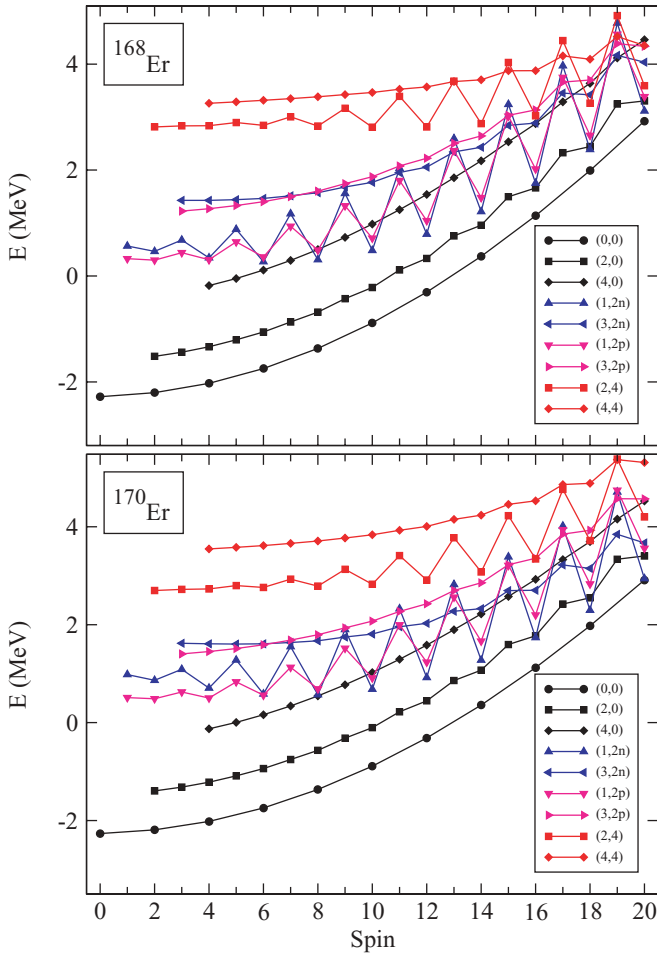 ¹⁶⁸Er
E (MeV)
4
2
0
-2
(0,0)
(2,0)
(4,0)
(1,2n)
(3,2n)
(1,2p)
(3,2p)
(2,4)
(4,4)
¹⁷⁰Er
E (MeV)
4
2
0
-2
(0,0)
(2,0)
(4,0)
(1,2n)
(3,2n)
(1,2p)
(3,2p)
(2,4)
(4,4)
0 2 4 6 8 10 12 14 16 18 20
Spin